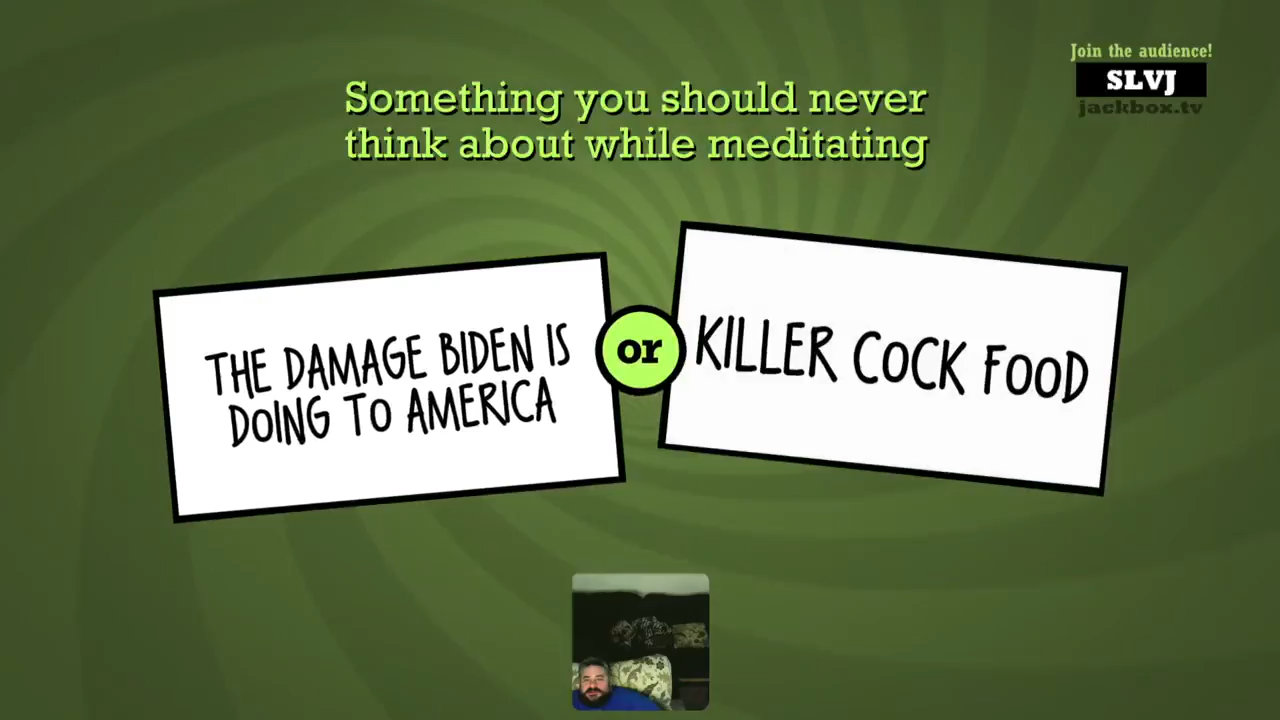 Join the audience!
SLVJ
jackbox.tv
Something you should never
think about while meditating
THE DAMAGE BIDEN IS
DOING TO AMERICA
or
KILLER COCK FOOD